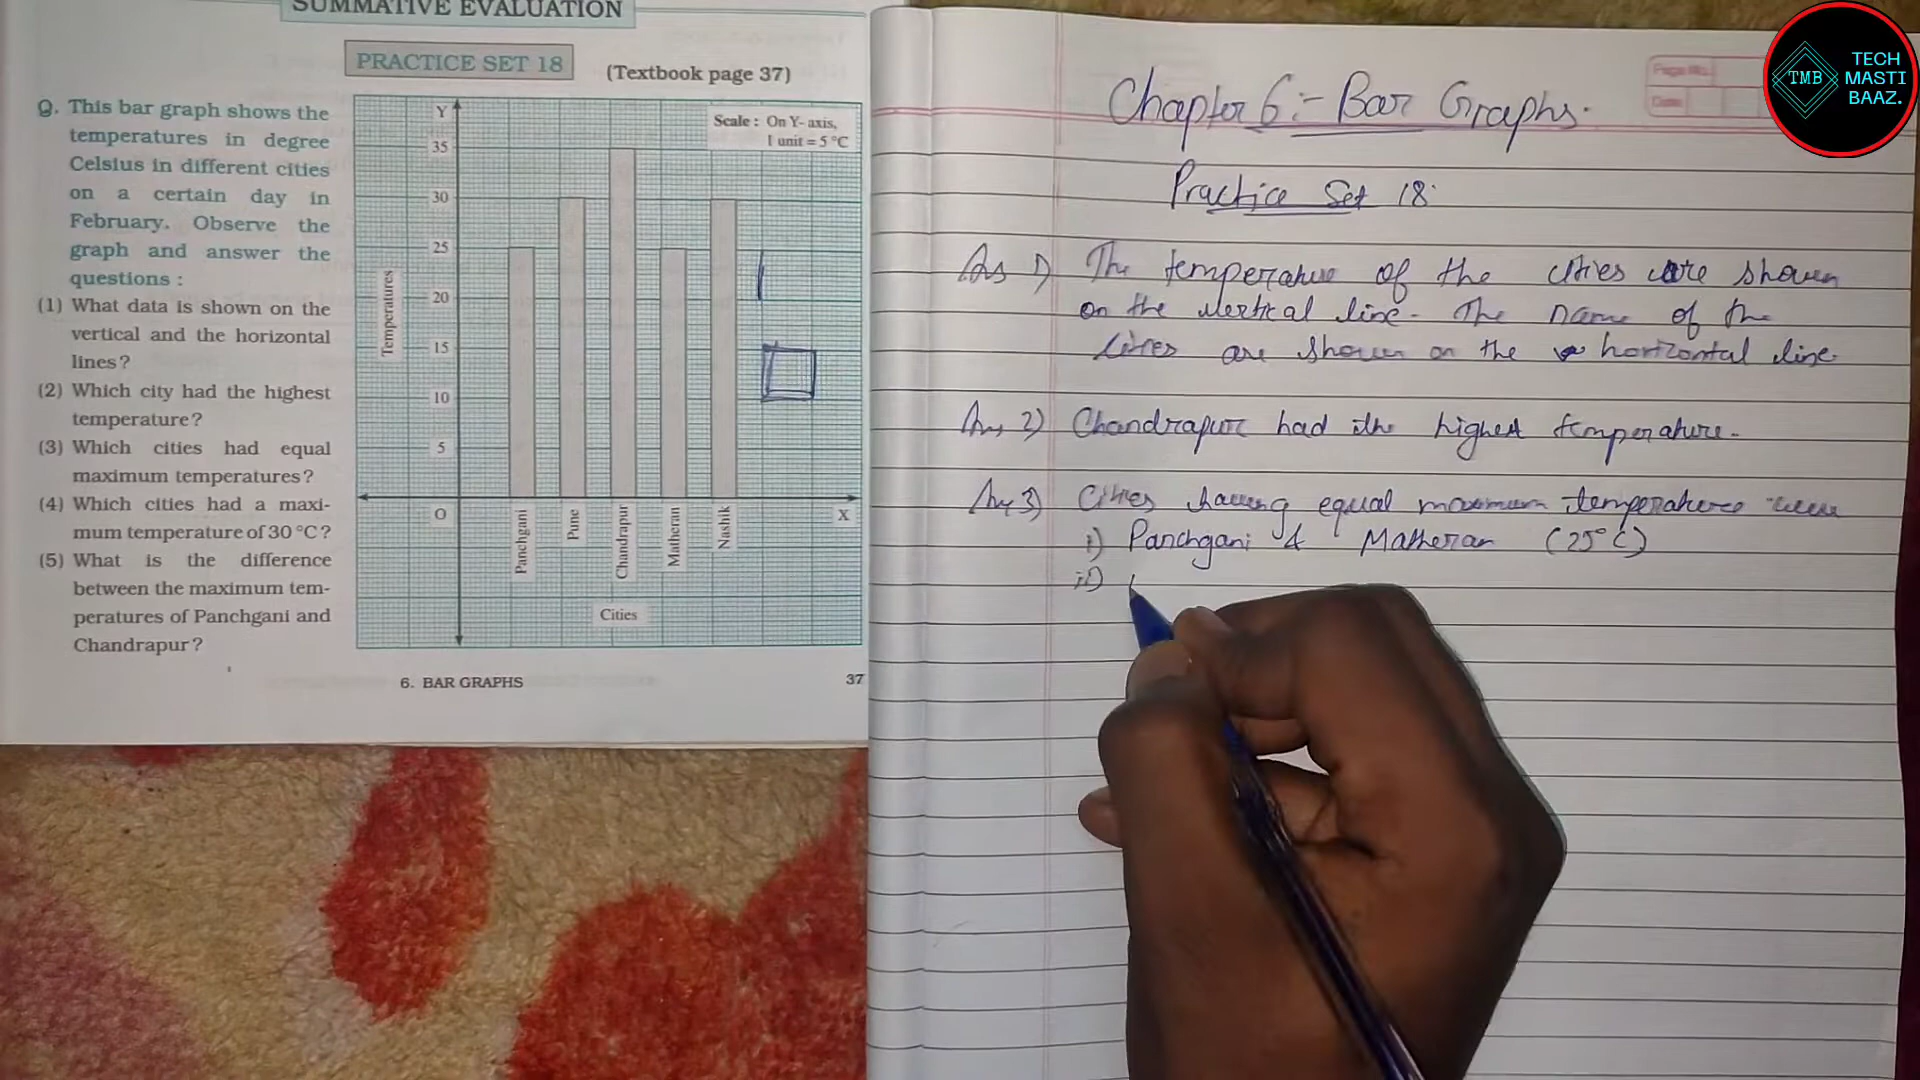 SUMMATIVE EVALUATION
PRACTICE SET 18
(Textbook page 37)
Q. This bar graph shows the
temperatures in degree
Celsius in different cities
on a certain day in
February. Observe the
graph and answer the
questions :
(1) What data is shown on the
vertical and the horizontal
lines?
(2) Which city had the highest
temperature?
(3) Which cities had equal
maximum temperatures?
(4) Which cities had a maxi-
mum temperature of 30 °C?
(5) What is the difference
between the maximum tem-
peratures of Panchgani and
Chandrapur?
Y
Scale : On Y- axis,
1 unit = 5 °C
35
30
25
20
15
10
5
O
X
Temperatures
Panchgani
Pune
Chandrapur
Matheran
Nashik
Cities
6. BAR GRAPHS
37
Chapter 6:- Bar Graphs.
Practice Set 18.
Page No.
Date
TMB
TECH
MASTI
BAAZ.
Ans 1) The temperature of the cities are shown
on the vertical line. The name of the
cities are shown on the horizontal line
Ans 2) Chandrapur had the highest temperature.
Ans 3) Cities having equal maximum temperatures were
i) Panchgani & Matheran (25°C)
ii)